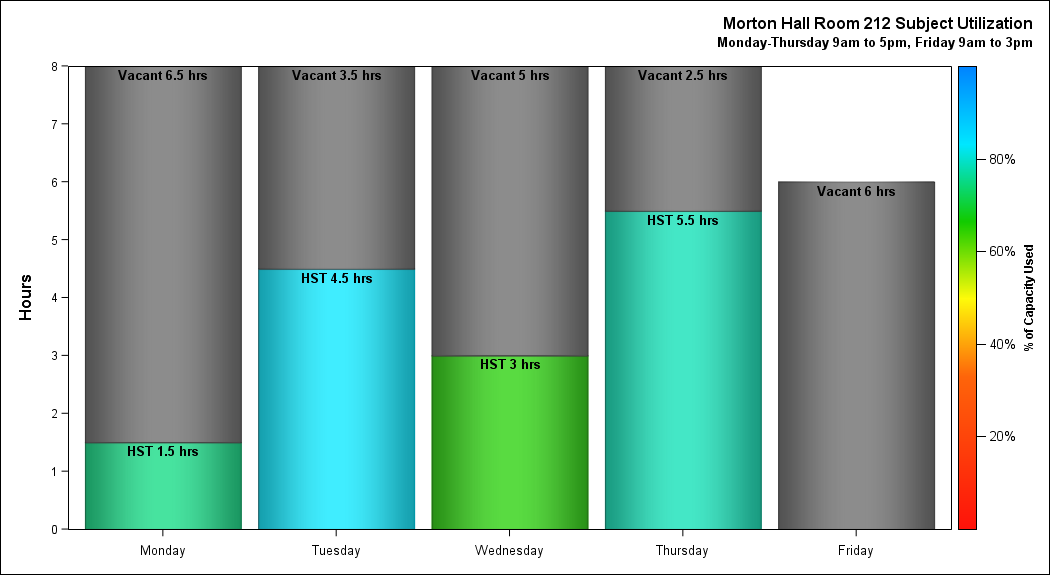 Morton Hall Room 212 Subject Utilization
Monday-Thursday 9am to 5pm, Friday 9am to 3pm
Hours
8
7
6
5
4
3
2
1
0
Vacant 6.5 hrs
HST 1.5 hrs
Vacant 3.5 hrs
HST 4.5 hrs
Vacant 5 hrs
HST 3 hrs
Vacant 2.5 hrs
HST 5.5 hrs
Vacant 6 hrs
Monday
Tuesday
Wednesday
Thursday
Friday
80%
60%
40%
20%
% of Capacity Used